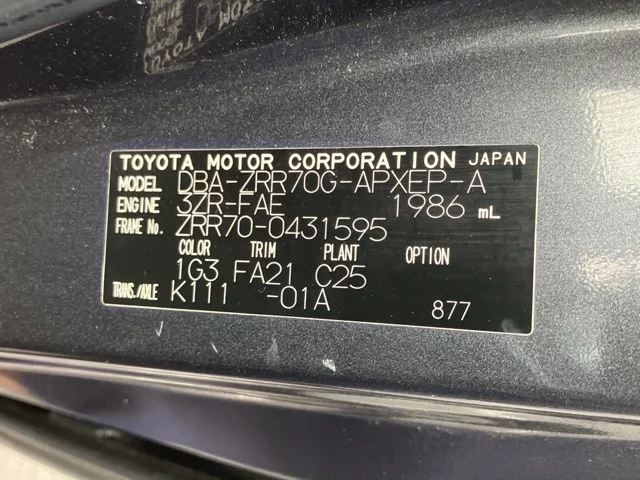 TOYOTA MOTOR CORPORATION JAPAN
MODEL DBA-ZRR70G-APXEP-A
ENGINE 3ZR-FAE 1986 mL
FRAME No. ZRR70-0431595
COLOR TRIM PLANT OPTION
1G3 FA21 C25
TRANS./AXLE K111 -01A
877